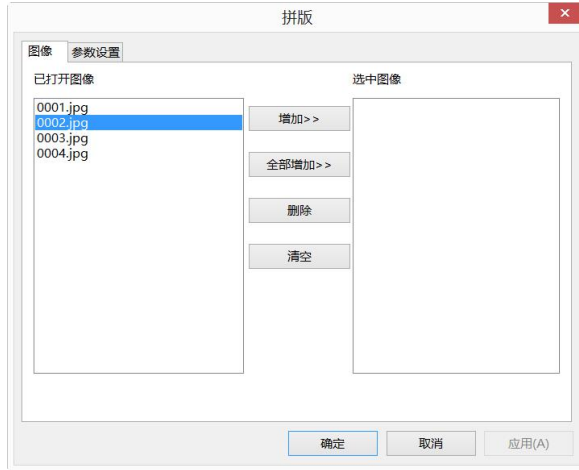 拼版
图像 参数设置
已打开图像 选中图像
0001.jpg
0002.jpg
0003.jpg
0004.jpg
增加>>
全部增加>>
删除
清空
确定 取消 应用(A)